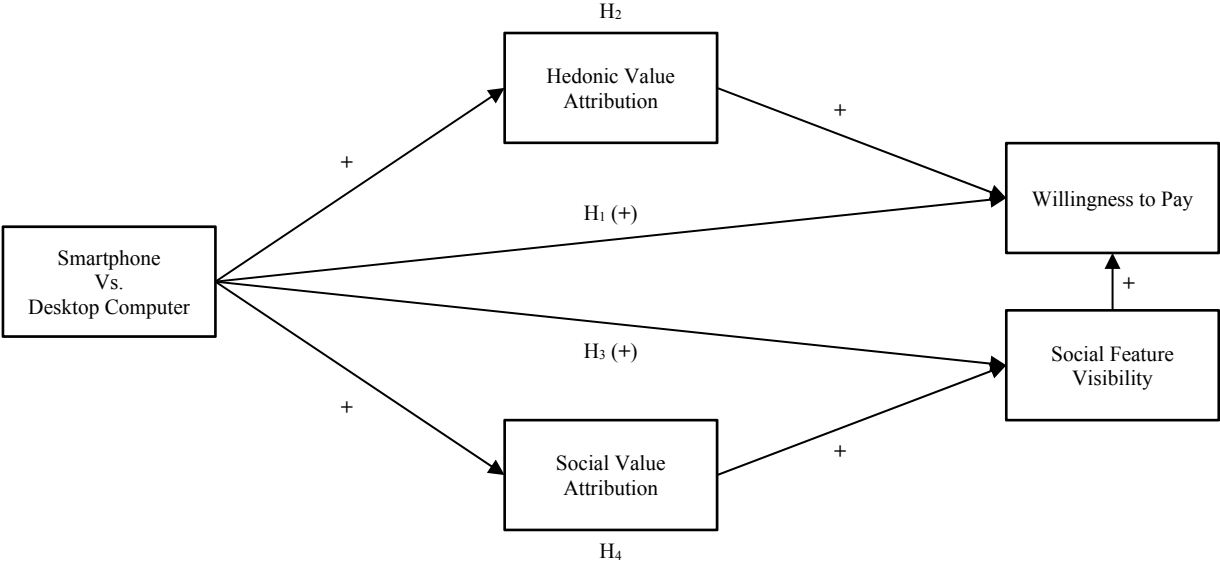 H₂
Hedonic Value
Attribution
+
+
Willingness to Pay
H₁ (+)
Smartphone
Vs.
Desktop Computer
+
H₃ (+)
Social Feature
Visibility
+
+
Social Value
Attribution
H₄